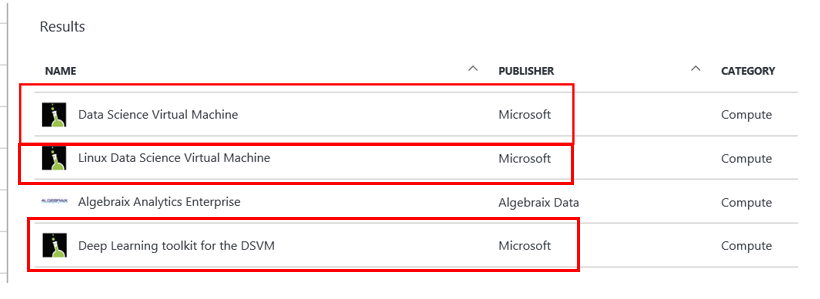 Results
NAME PUBLISHER CATEGORY
Data Science Virtual Machine Microsoft Compute
Linux Data Science Virtual Machine Microsoft Compute
ALGEBRAIX Algebraix Analytics Enterprise Algebraix Data Compute
Deep Learning toolkit for the DSVM Microsoft Compute